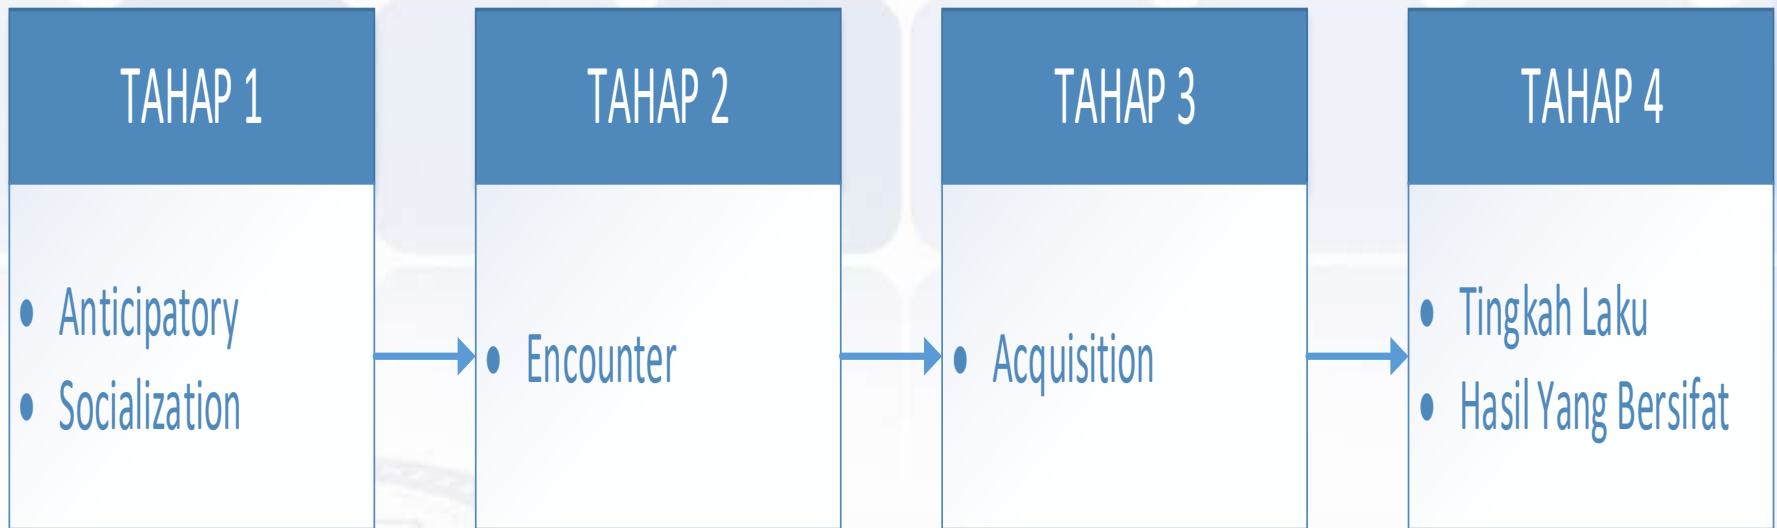 TAHAP 1
• Anticipatory
• Socialization
TAHAP 2
• Encounter
TAHAP 3
• Acquisition
TAHAP 4
• Tingkah Laku
• Hasil Yang Bersifat